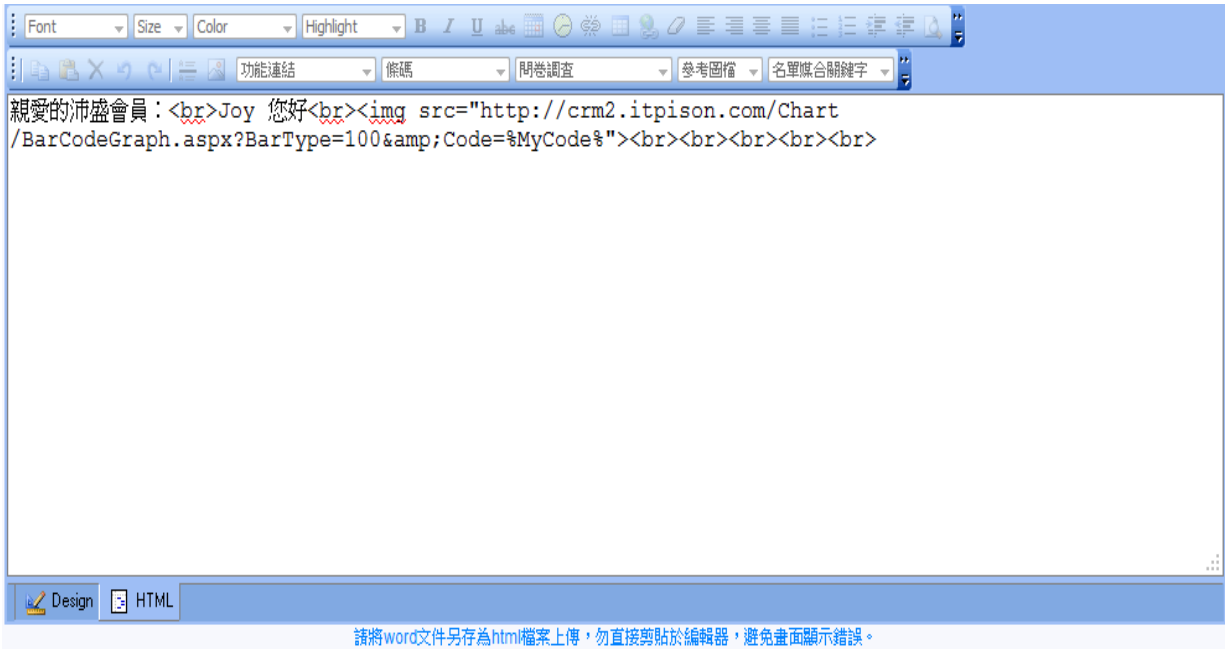 Font Size Color Highlight B I U abc
功能連結 條碼 問卷調查 參考圖檔 名單媒合關鍵字
親愛的沛盛會員：<br>Joy 您好<br><img src="http://crm2.itpison.com/Chart
/BarCodeGraph.aspx?BarType=100&amp;Code=%MyCode%"><br><br><br><br><br>
Design HTML
請將word文件另存為html檔案上傳，勿直接剪貼於編輯器，避免畫面顯示錯誤。